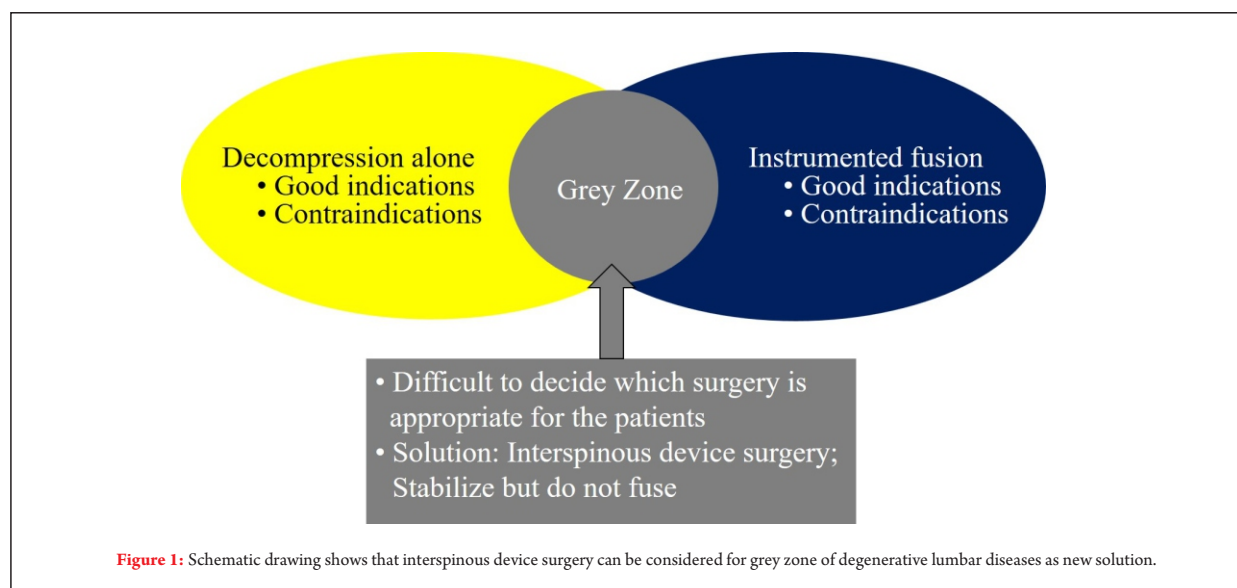 Decompression alone
• Good indications
• Contraindications
Grey Zone
Instrumented fusion
• Good indications
• Contraindications
• Difficult to decide which surgery is
appropriate for the patients
• Solution: Interspinous device surgery;
Stabilize but do not fuse
Figure 1: Schematic drawing shows that interspinous device surgery can be considered for grey zone of degenerative lumbar diseases as new solution.